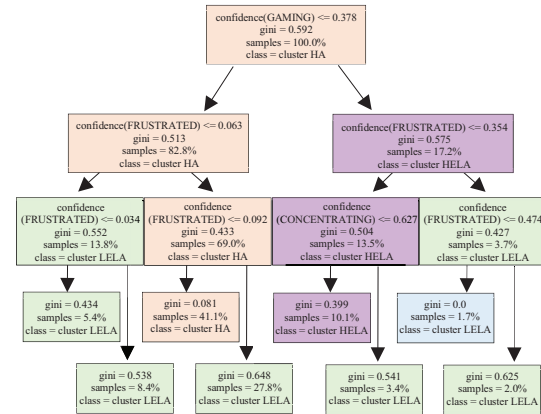 confidence(GAMING) <= 0.378
gini = 0.592
samples = 100.0%
class = cluster HA
confidence(FRUSTRATED) <= 0.063
gini = 0.513
samples = 82.8%
class = cluster HA
confidence(FRUSTRATED) <= 0.354
gini = 0.575
samples = 17.2%
class = cluster HELA
confidence
(FRUSTRATED) <= 0.034
gini = 0.552
samples = 13.8%
class = cluster LELA
confidence
(FRUSTRATED) <= 0.092
gini = 0.433
samples = 69.0%
class = cluster HA
confidence
(CONCENTRATING) <= 0.627
gini = 0.504
samples = 13.5%
class = cluster HELA
confidence
(FRUSTRATED) <= 0.474
gini = 0.427
samples = 3.7%
class = cluster LELA
gini = 0.434
samples = 5.4%
class = cluster LELA
gini = 0.081
samples = 41.1%
class = cluster HA
gini = 0.399
samples = 10.1%
class = cluster HELA
gini = 0.0
samples = 1.7%
class = cluster LELA
gini = 0.538
samples = 8.4%
class = cluster LELA
gini = 0.648
samples = 27.8%
class = cluster LELA
gini = 0.541
samples = 3.4%
class = cluster LELA
gini = 0.625
samples = 2.0%
class = cluster LELA